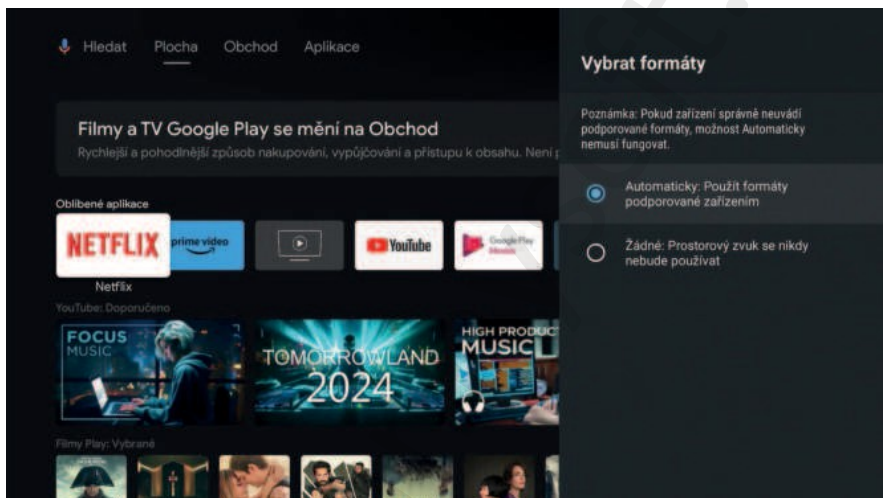 Hledat Plocha Obchod Aplikace
Filmy a TV Google Play se mění na Obchod
Rychlejší a pohodlnější způsob nakupování, vypůjčování a přístupu k obsahu. Není
Oblíbené aplikace
NETFLIX
prime video
YouTube
Google Play
Movies
Netflix
YouTube: Doporučeno
FOCUS
MUSIC
TOMORROWLAND
2024
HIGH PRODUC
MUSIC
Filmy Play: Vybrané
Vybrat formáty
Poznámka: Pokud zařízení správně neuvádí
podporované formáty, možnost Automaticky
nemusí fungovat.
Automaticky: Použít formáty
podporované zařízením
Žádné: Prostorový zvuk se nikdy
nebude používat